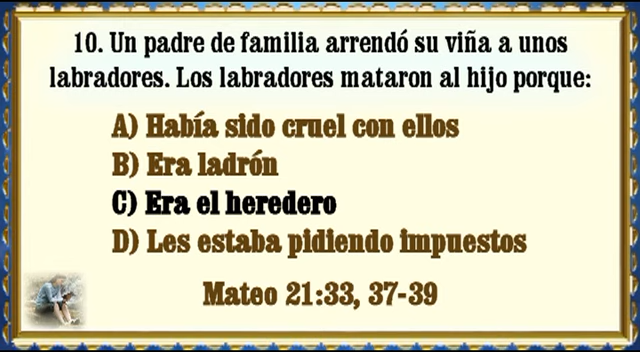 10. Un padre de familia arrendó su viña a unos
labradores. Los labradores mataron al hijo porque:
A) Había sido cruel con ellos
B) Era ladrón
C) Era el heredero
D) Les estaba pidiendo impuestos
Mateo 21:33, 37-39